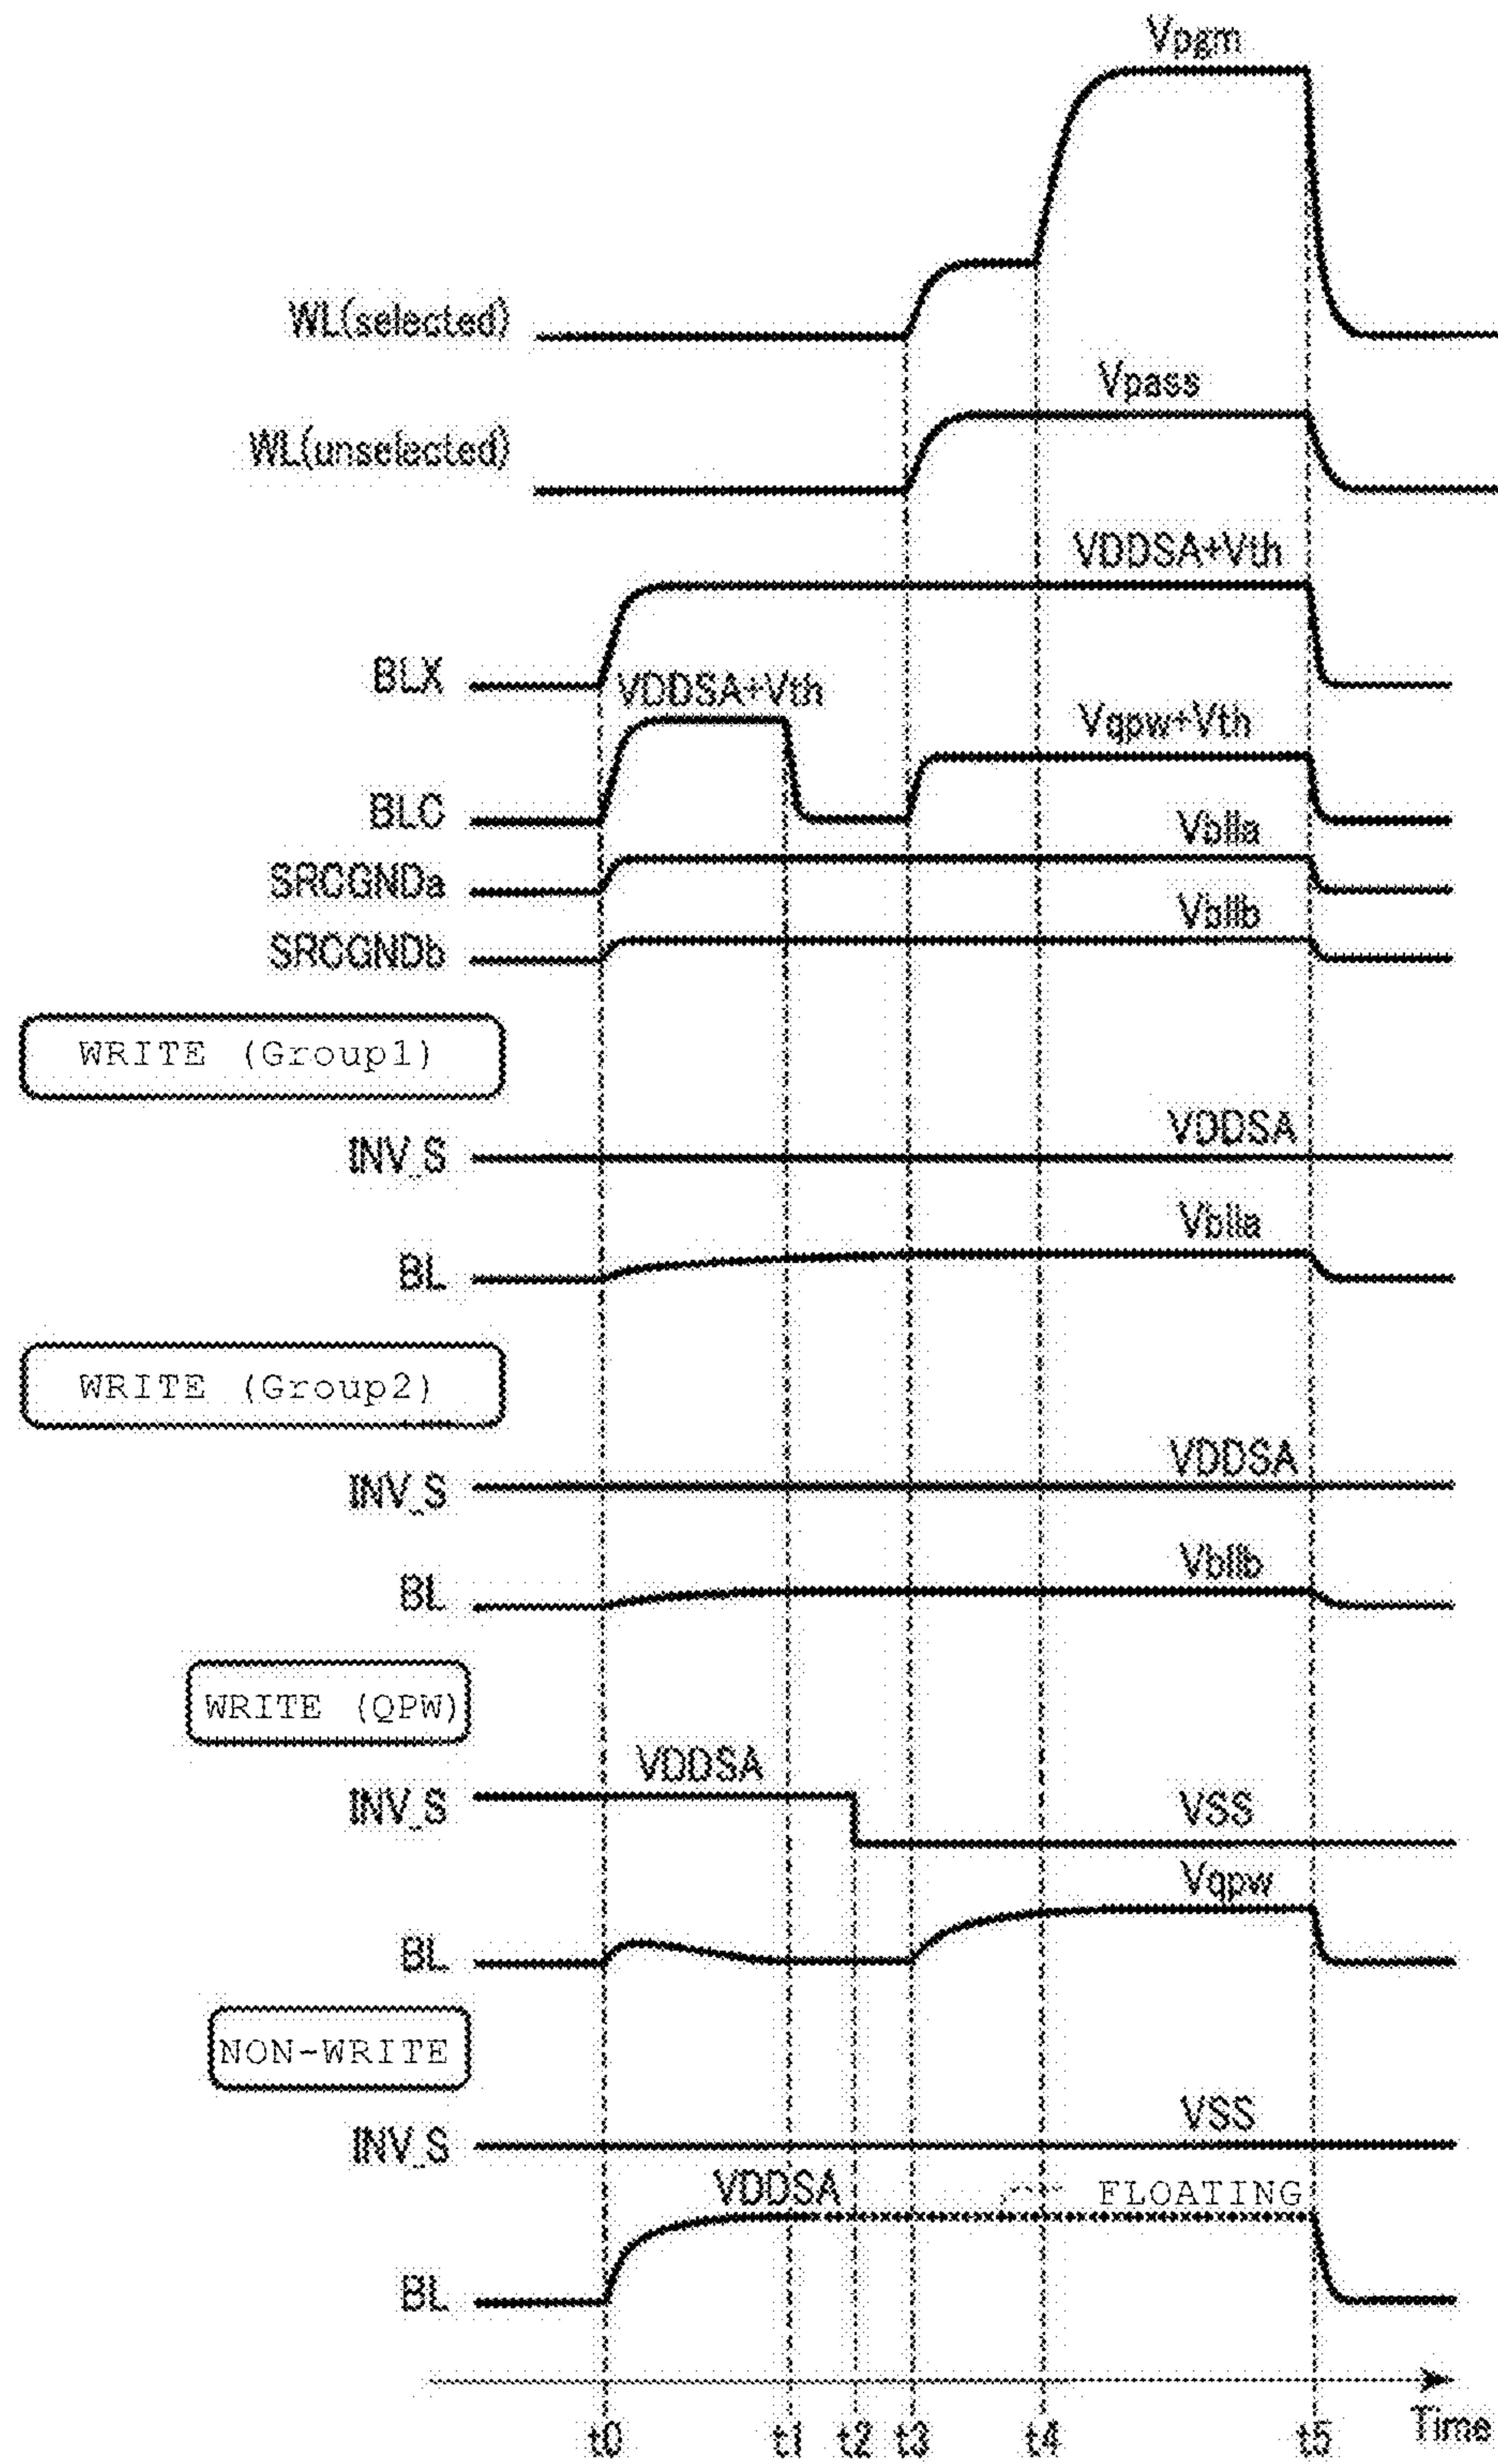 Vpgm
WL(selected)
Vpass
WL(unselected)
VDDSA+Vth
BLX
VDDSA+Vth
Vqpw+Vth
BLC
Vblla
SRCGNDa
Vbllb
SRCGNDb
WRITE (Group1)
VDDSA
INV_S
Vblla
BL
WRITE (Group2)
VDDSA
INV_S
Vbllb
BL
WRITE (QPW)
VDDSA
INV_S
VSS
Vqpw
BL
NON-WRITE
VSS
INV_S
VDDSA
FLOATING
BL
t0 t1 t2 t3 t4 t5 Time